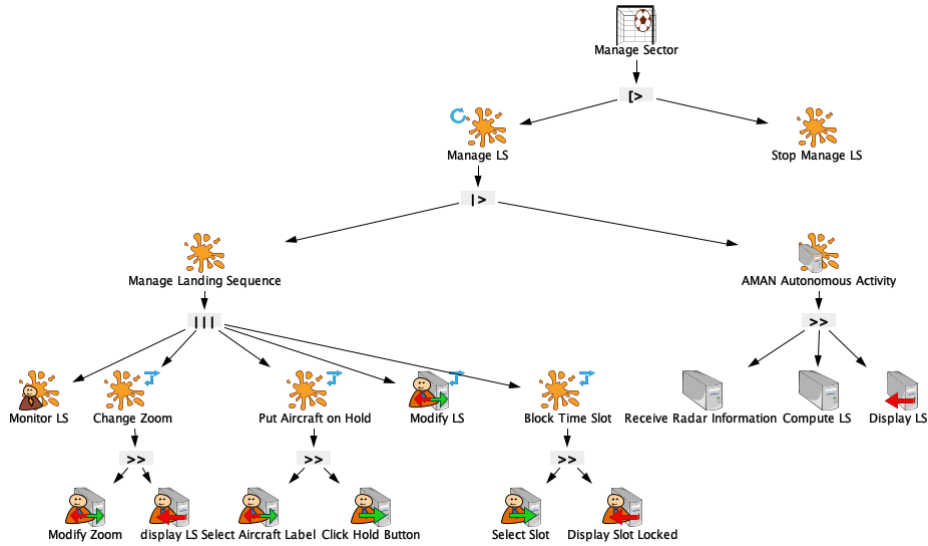 Manage Sector
[>
Manage LS
Stop Manage LS
|>
Manage Landing Sequence
AMAN Autonomous Activity
|||
>>
Monitor LS
Change Zoom
Put Aircraft on Hold
Modify LS
Block Time Slot
Receive Radar Information
Compute LS
Display LS
>>
>>
>>
Modify Zoom
display LS
Select Aircraft Label
Click Hold Button
Select Slot
Display Slot Locked